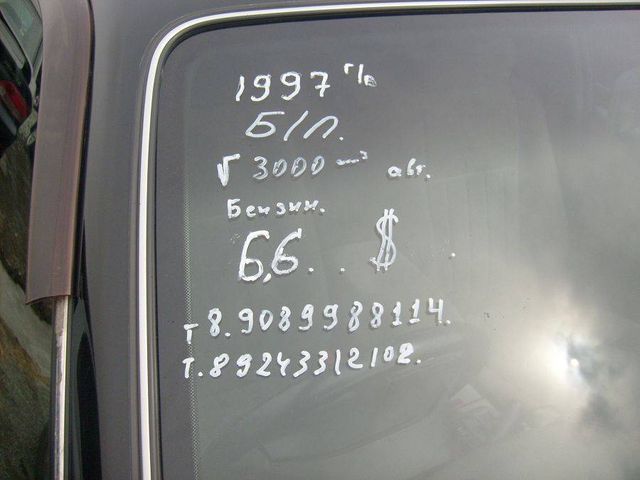 1997 г/в
Б/П.
V 3000 см³ авт.
Бензин.
6,6.. $.
т 8.9089988114.
т.89243312102.